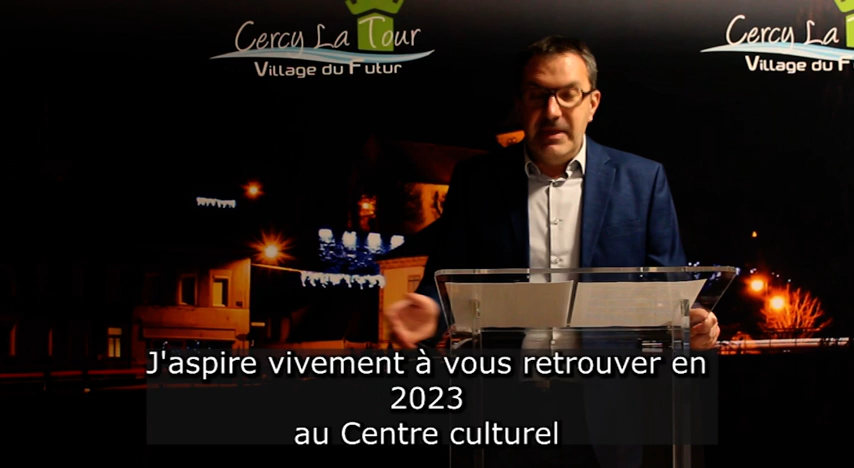 Cercy La Tour
Village du Futur
Cercy La
Village du F
J'aspire vivement à vous retrouver en
2023
au Centre culturel